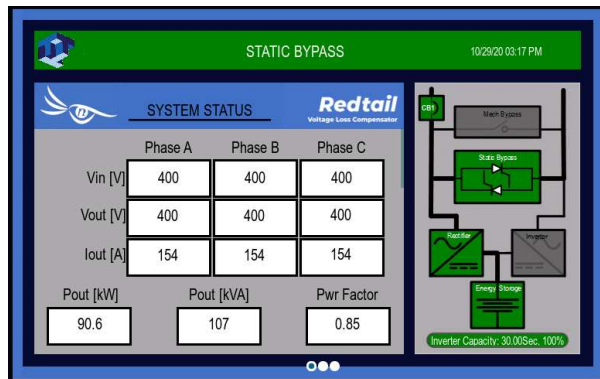 STATIC BYPASS
10/29/20 03:17 PM
SYSTEM STATUS
Redtail
Voltage Loss Compensator
Phase A Phase B Phase C
Vin [V] 400 400 400
Vout [V] 400 400 400
Iout [A] 154 154 154
Pout [kW] Pout [kVA] Pwr Factor
90.6 107 0.85
CB1
Mech Bypass
Static Bypass
Rectifier
Inverter
Energy Storage
Inverter Capacity: 30.00Sec, 100%